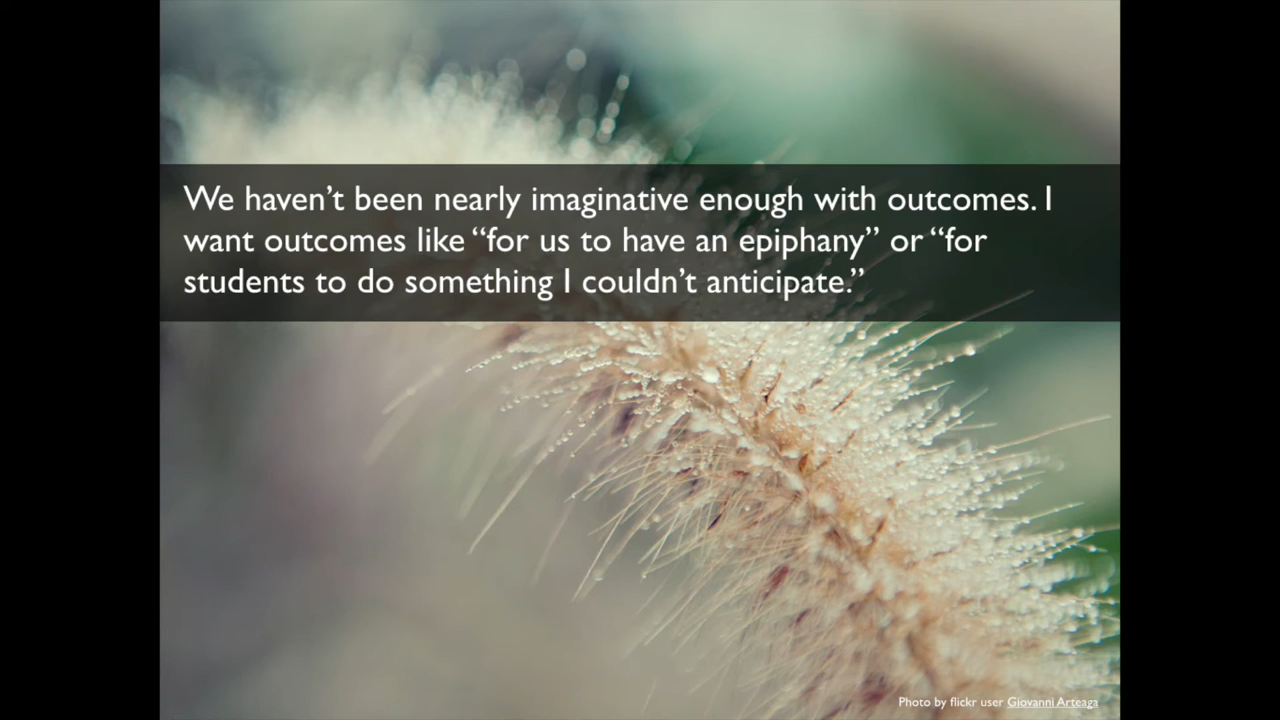 We haven’t been nearly imaginative enough with outcomes. I
want outcomes like “for us to have an epiphany” or “for
students to do something I couldn’t anticipate.”
Photo by flickr user Giovanni Arteaga